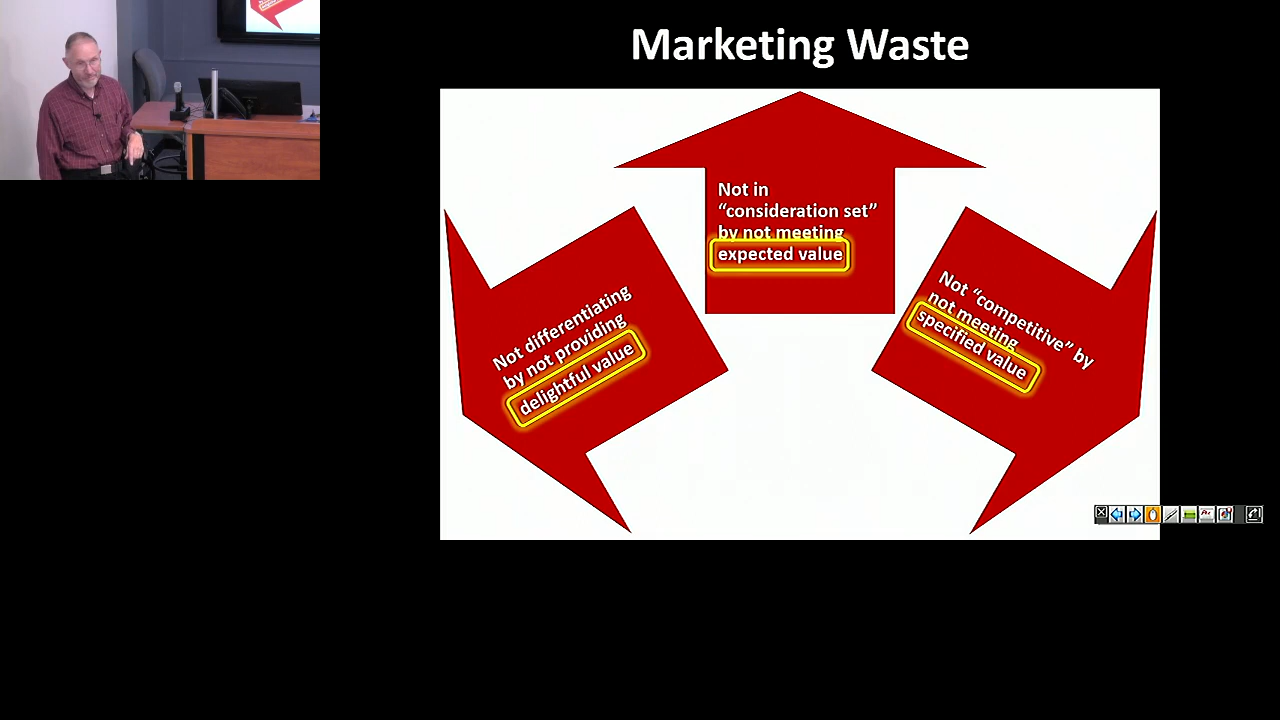 Marketing Waste
Not in
“consideration set”
by not meeting
expected value
Not differentiating
by not providing
delightful value
Not “competitive” by
not meeting
specified value